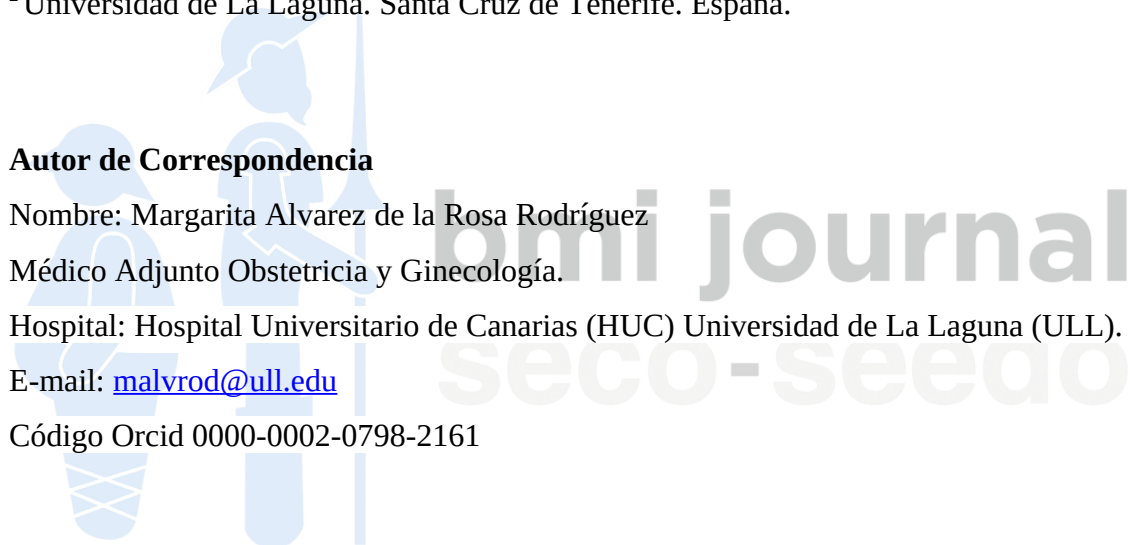 Universidad de La Laguna. Santa Cruz de Tenerife. España.
Autor de Correspondencia
Nombre: Margarita Alvarez de la Rosa Rodríguez
Médico Adjunto Obstetricia y Ginecología.
Hospital: Hospital Universitario de Canarias (HUC) Universidad de La Laguna (ULL).
E-mail: malvrod@ull.edu
Código Orcid 0000-0002-0798-2161
bmi journal
seco-seedo